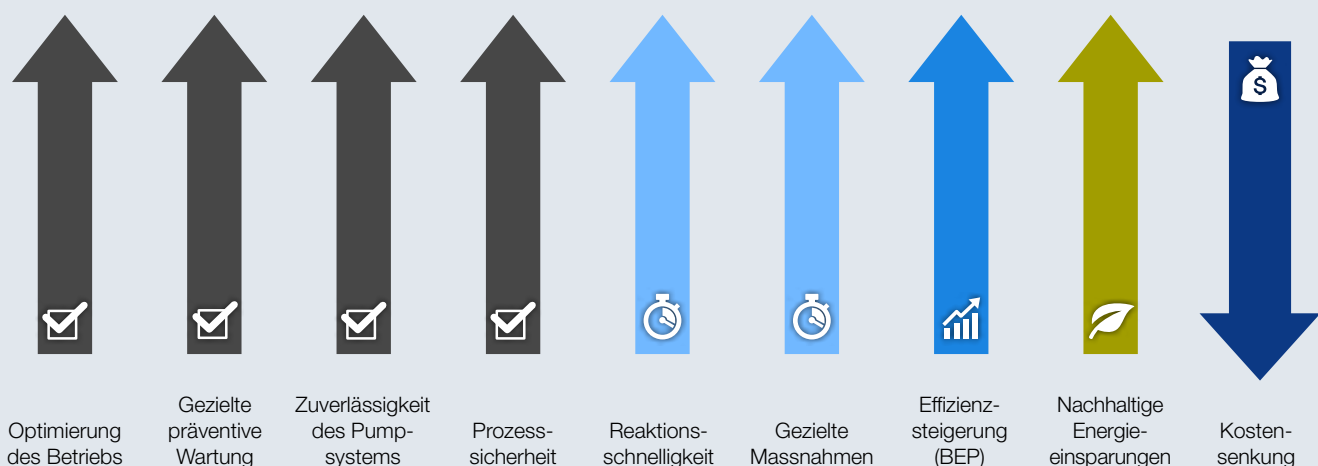 $
Optimierung
des Betriebs
Gezielte
präventive
Wartung
Zuverlässigkeit
des Pump-
systems
Prozess-
sicherheit
Reaktions-
schnelligkeit
Gezielte
Massnahmen
Effizienz-
steigerung
(BEP)
Nachhaltige
Energie-
einsparungen
Kosten-
senkung